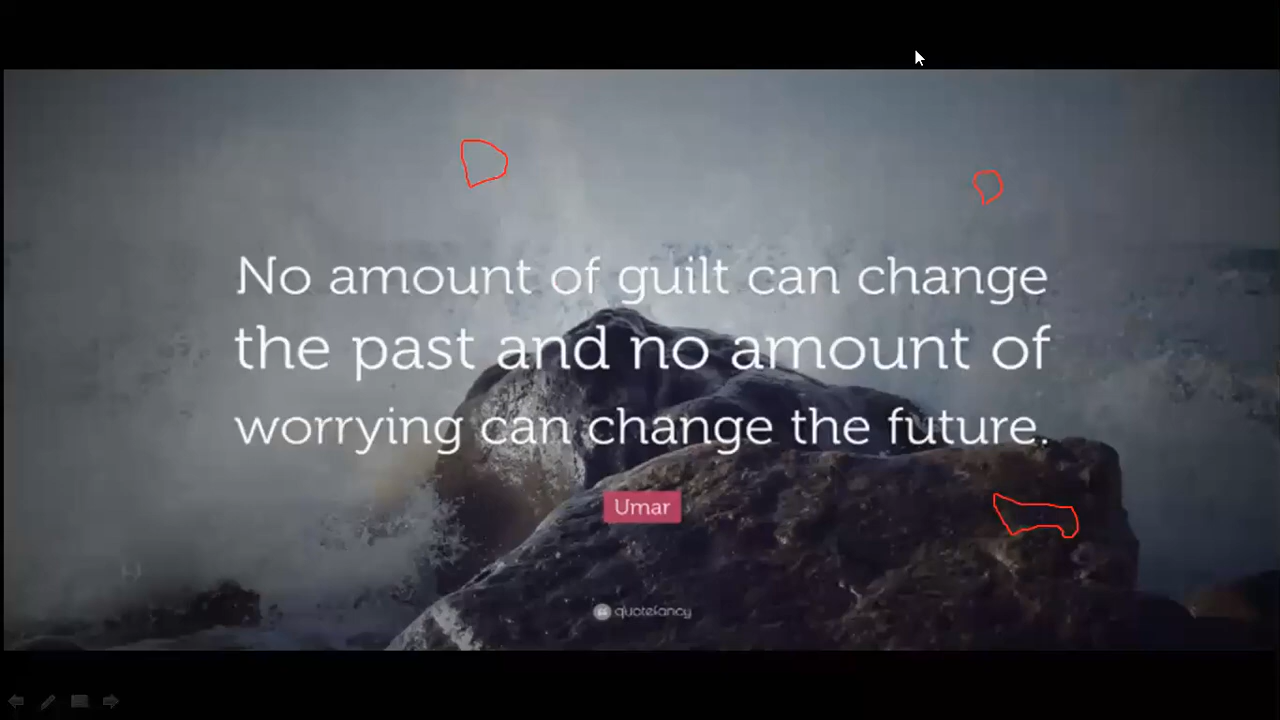 No amount of guilt can change
the past and no amount of
worrying can change the future.
Umar
quotefancy